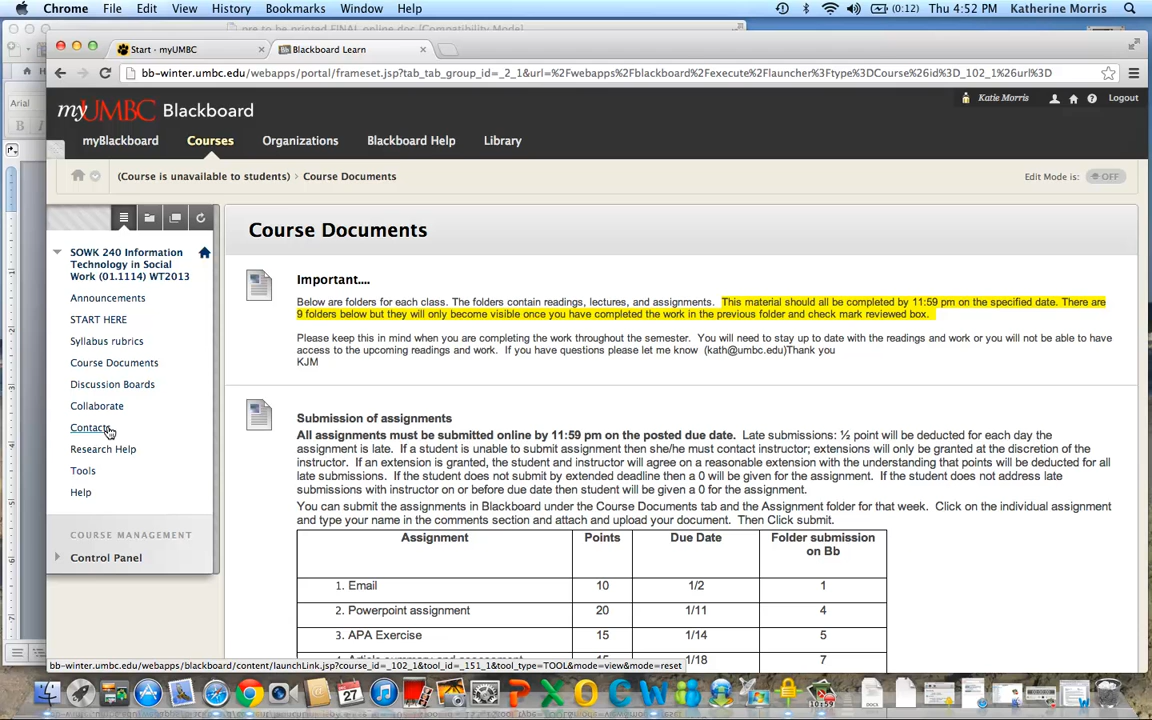 Chrome File Edit View History Bookmarks Window Help (0:12) Thu 4:52 PM Katherine Morris
pre to be printed FINAL online.doc [Compatibility Mode]
Start - myUMBC Blackboard Learn
bb-winter.umbc.edu/webapps/portal/frameset.jsp?tab_tab_group_id=_2_1&url=%2Fwebapps%2Fblackboard%2Fexecute%2Flauncher%3Ftype%3DCourse%26id%3D_102_1%26url%3D
Arial
B I
myUMBC Blackboard
Katie Morris Logout
myBlackboard Courses Organizations Blackboard Help Library
(Course is unavailable to students) > Course Documents Edit Mode is: OFF
SOWK 240 Information
Technology in Social
Work (01.1114) WT2013
Announcements
START HERE
Syllabus rubrics
Course Documents
Discussion Boards
Collaborate
Contacts
Research Help
Tools
Help
COURSE MANAGEMENT
Control Panel
Course Documents
Important....
Below are folders for each class. The folders contain readings, lectures, and assignments. This material should all be completed by 11:59 pm on the specified date. There are
9 folders below but they will only become visible once you have completed the work in the previous folder and check mark reviewed box.
Please keep this in mind when you are completing the work throughout the semester. You will need to stay up to date with the readings and work or you will not be able to have
access to the upcoming readings and work. If you have questions please let me know (kath@umbc.edu)Thank you
KJM
Submission of assignments
All assignments must be submitted online by 11:59 pm on the posted due date. Late submissions: ½ point will be deducted for each day the
assignment is late. If a student is unable to submit assignment then she/he must contact instructor; extensions will only be granted at the discretion of the
instructor. If an extension is granted, the student and instructor will agree on a reasonable extension with the understanding that points will be deducted for all
late submissions. If the student does not submit by extended deadline then a 0 will be given for the assignment. If the student does not address late
submissions with instructor on or before due date then student will be given a 0 for the assignment.
You can submit the assignments in Blackboard under the Course Documents tab and the Assignment folder for that week. Click on the individual assignment
and type your name in the comments section and attach and upload your document. Then Click submit.
Assignment Points Due Date Folder submission
on Bb
1. Email 10 1/2 1
2. Powerpoint assignment 20 1/11 4
3. APA Exercise 15 1/14 5
1/18 7
bb-winter.umbc.edu/webapps/blackboard/content/launchLink.jsp?course_id=_102_1&tool_id=_151_1&tool_type=TOOL&mode=view&mode=reset
27
10:59